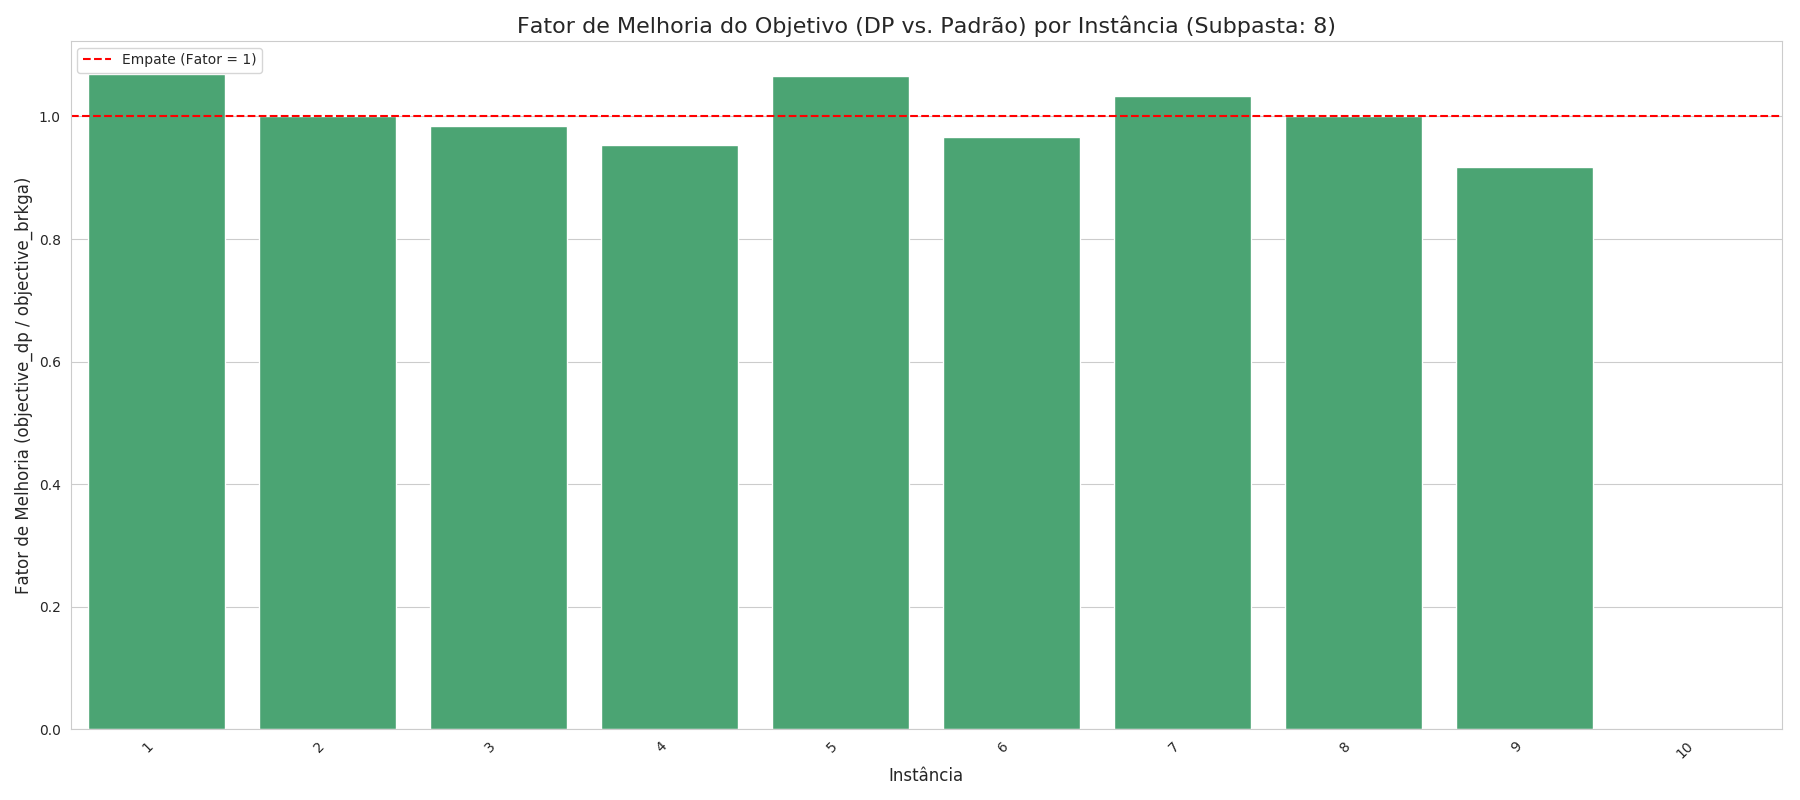 Fator de Melhoria do Objetivo (DP vs. Padrão) por Instância (Subpasta: 8)
Empate (Fator = 1)
Fator de Melhoria (objective_dp / objective_brkga)
1.0
0.8
0.6
0.4
0.2
0.0
1 2 3 4 5 6 7 8 9 10
Instância